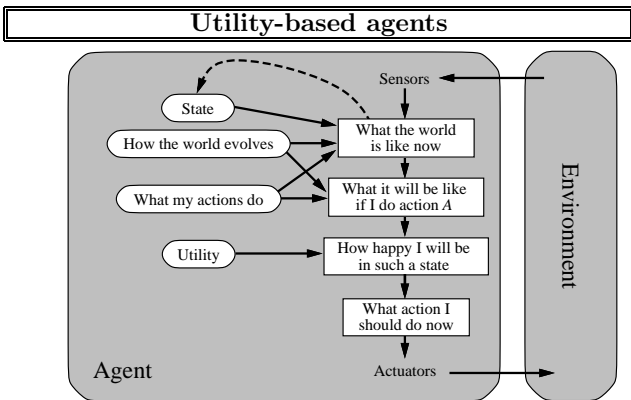 Utility-based agents
Sensors
State
What the world
is like now
How the world evolves
What my actions do
What it will be like
if I do action A
Utility
How happy I will be
in such a state
What action I
should do now
Agent
Actuators
Environment